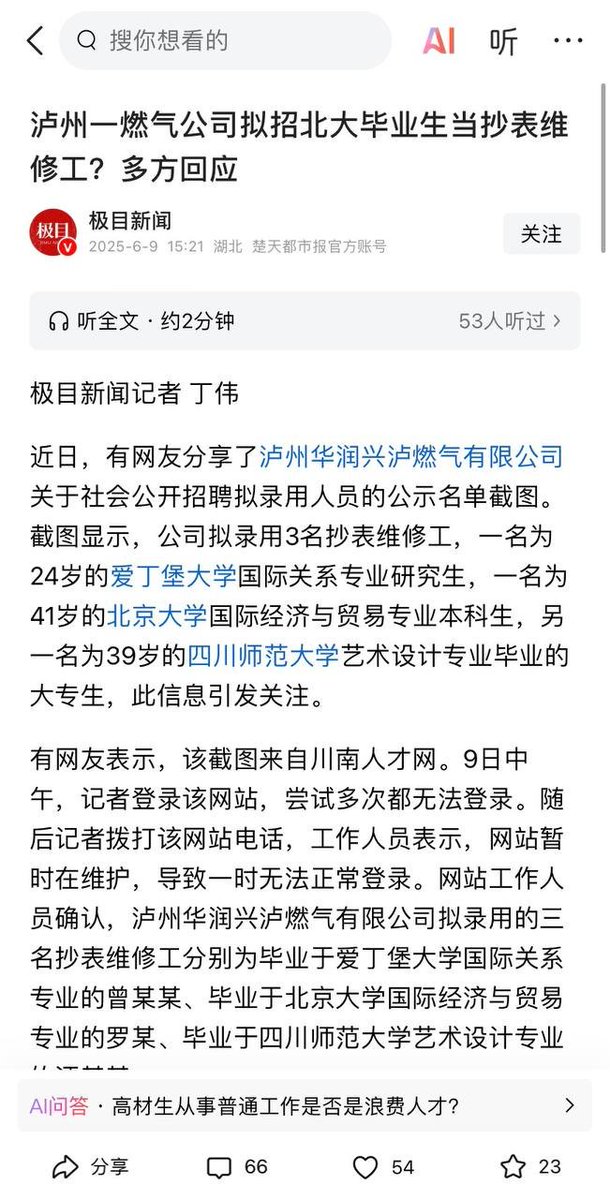 搜你想看的
AI 听
泸州一燃气公司拟招北大毕业生当抄表维
修工？多方回应
极目
极目新闻
2025-6-9 15:21 湖北 楚天都市报官方账号
关注
听全文·约2分钟
53人听过
极目新闻记者 丁伟
近日，有网友分享了泸州华润兴泸燃气有限公司
关于社会公开招聘拟录用人员的公示名单截图。
截图显示，公司拟录用3名抄表维修工，一名为
24岁的爱丁堡大学国际关系专业研究生，一名为
41岁的北京大学国际经济与贸易专业本科生，另
一名为39岁的四川师范大学艺术设计专业毕业的
大专生，此信息引发关注。
有网友表示，该截图来自川南人才网。9日中
午，记者登录该网站，尝试多次都无法登录。随
后记者拨打该网站电话，工作人员表示，网站暂
时在维护，导致一时无法正常登录。网站工作人
员确认，泸州华润兴泸燃气有限公司拟录用的三
名抄表维修工分别为毕业于爱丁堡大学国际关系
专业的曾某某、毕业于北京大学国际经济与贸易
专业的罗某、毕业于四川师范大学艺术设计专业
AI问答·高材生从事普通工作是否是浪费人才？
分享 66 54 23